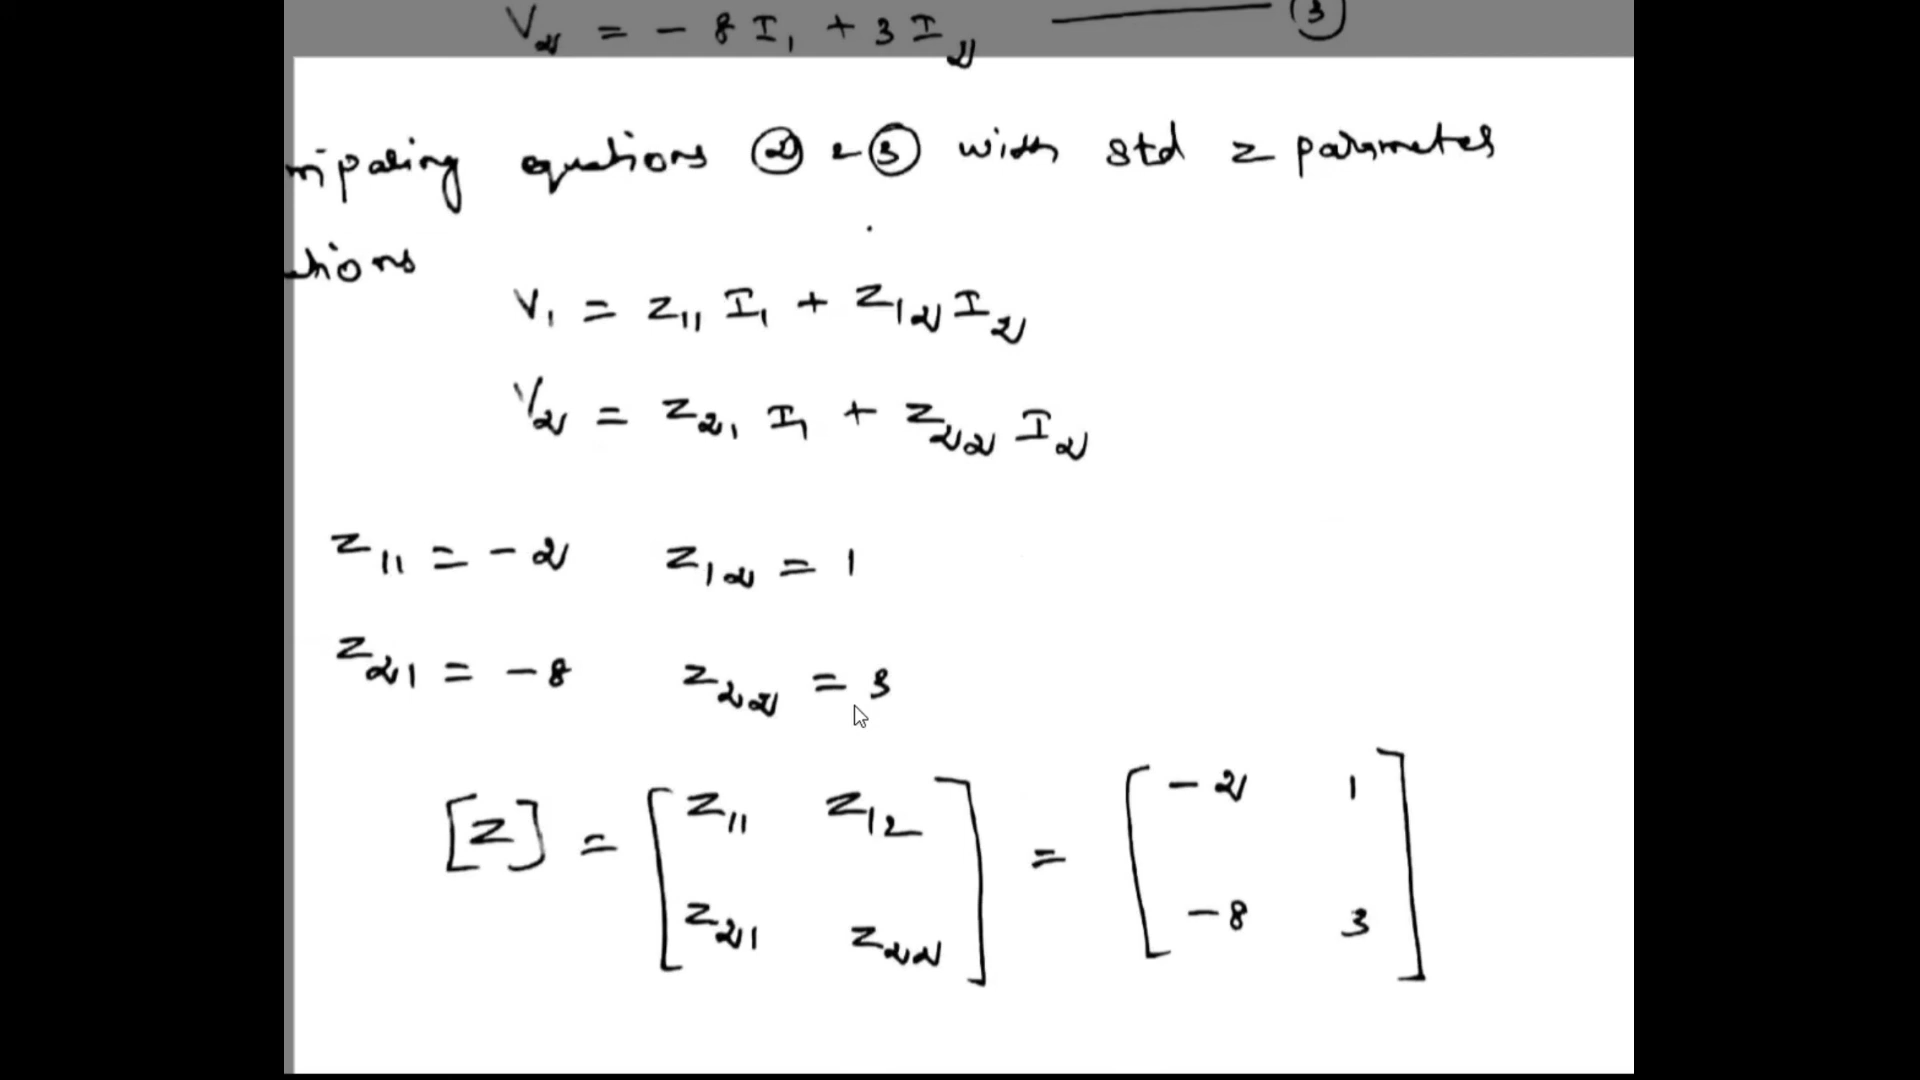 V2 = - 8 I1 + 3 I2 ——— (3)
mparing equations (2) & (3) with std z parameters
uations
V1 = Z11 I1 + Z12 I2
V2 = Z21 I1 + Z22 I2
Z11 = - 2 Z12 = 1
Z21 = - 8 Z22 = 3
[Z] = [ Z11 Z12 ] = [ - 2 1 ]
[ Z21 Z22 ] [ - 8 3 ]